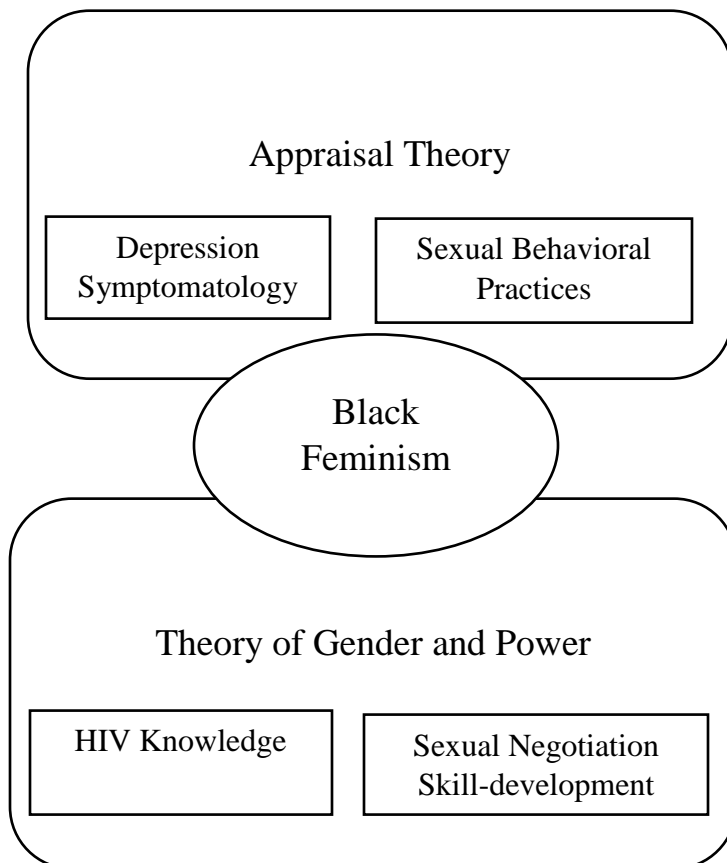 Appraisal Theory
Depression
Symptomatology
Sexual Behavioral
Practices
Black
Feminism
Theory of Gender and Power
HIV Knowledge
Sexual Negotiation
Skill-development